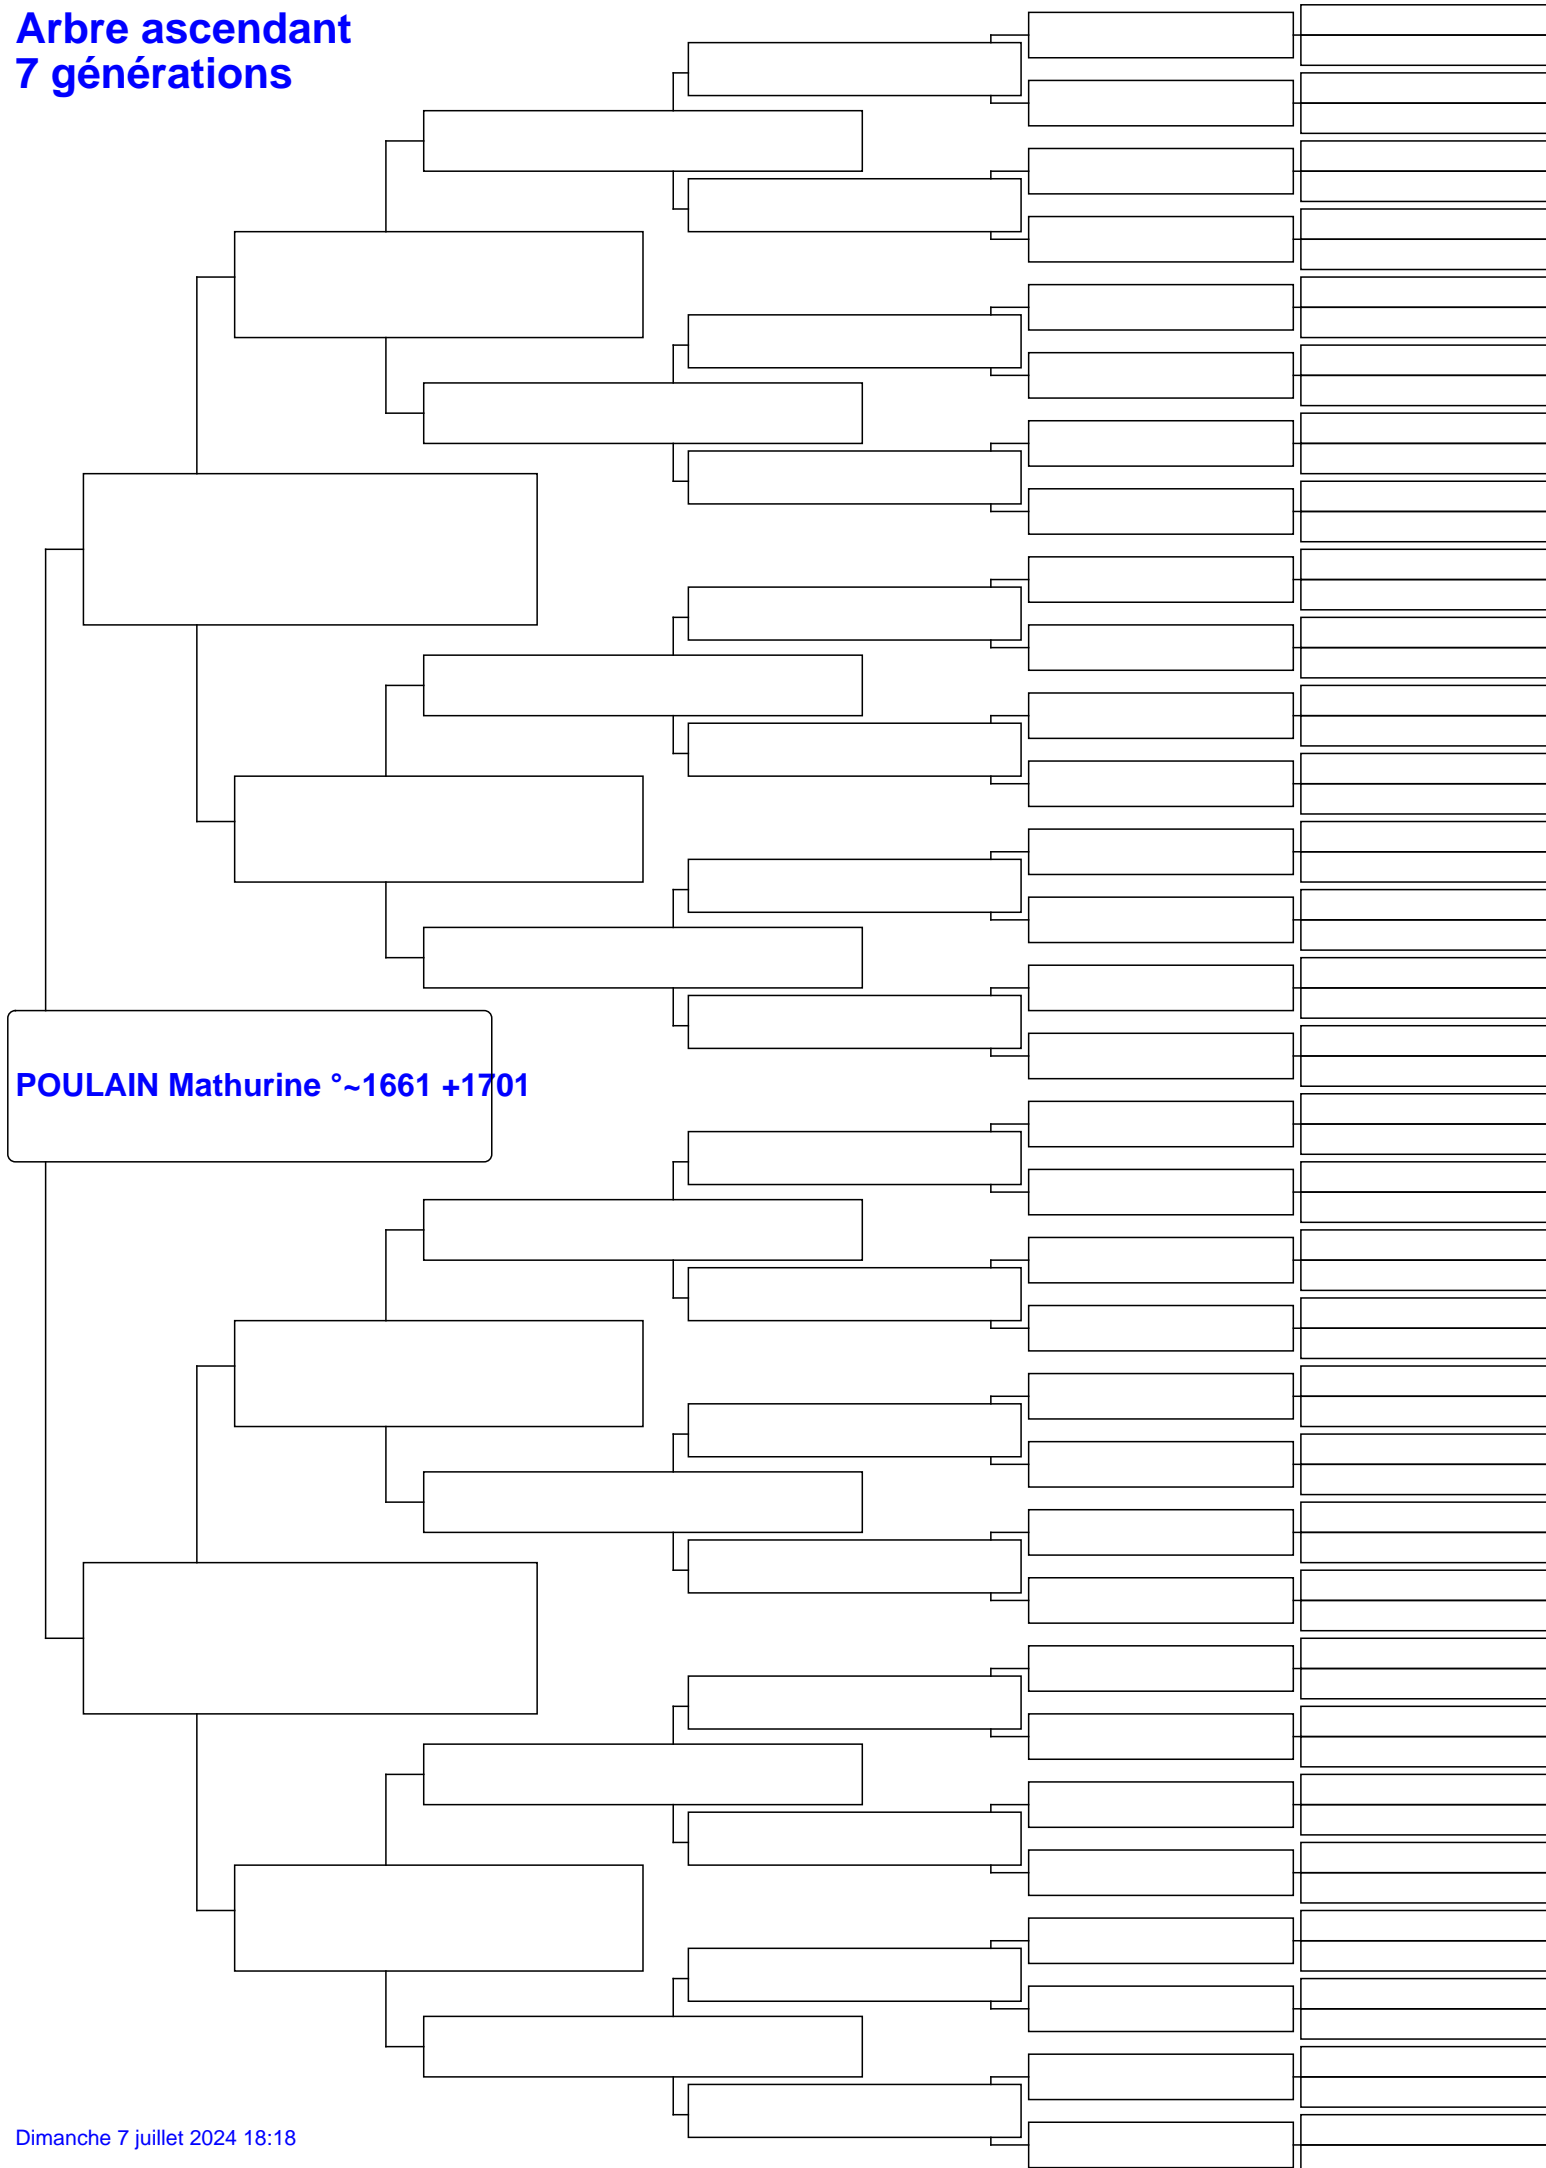 Arbre ascendant
7 générations
POULAIN Mathurine °~1661 +1701
Dimanche 7 juillet 2024 18:18